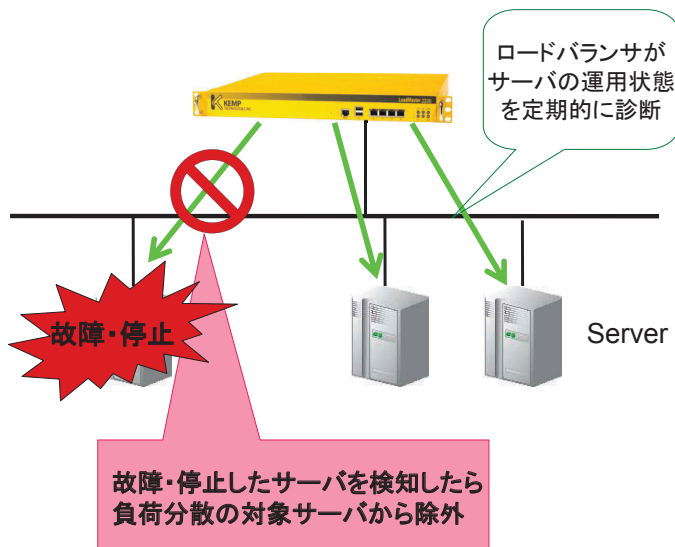 ロードバランサが
サーバの運用状態
を定期的に診断
KEMP
故障・停止
Server
故障・停止したサーバを検知したら
負荷分散の対象サーバから除外